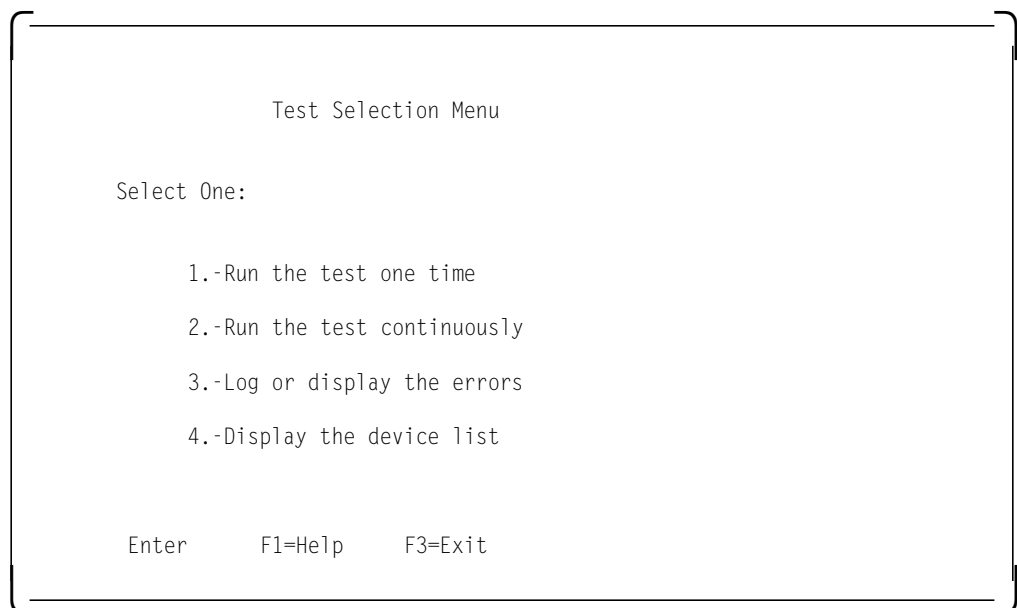 Test Selection Menu
Select One:
1.-Run the test one time
2.-Run the test continuously
3.-Log or display the errors
4.-Display the device list
Enter F1=Help F3=Exit